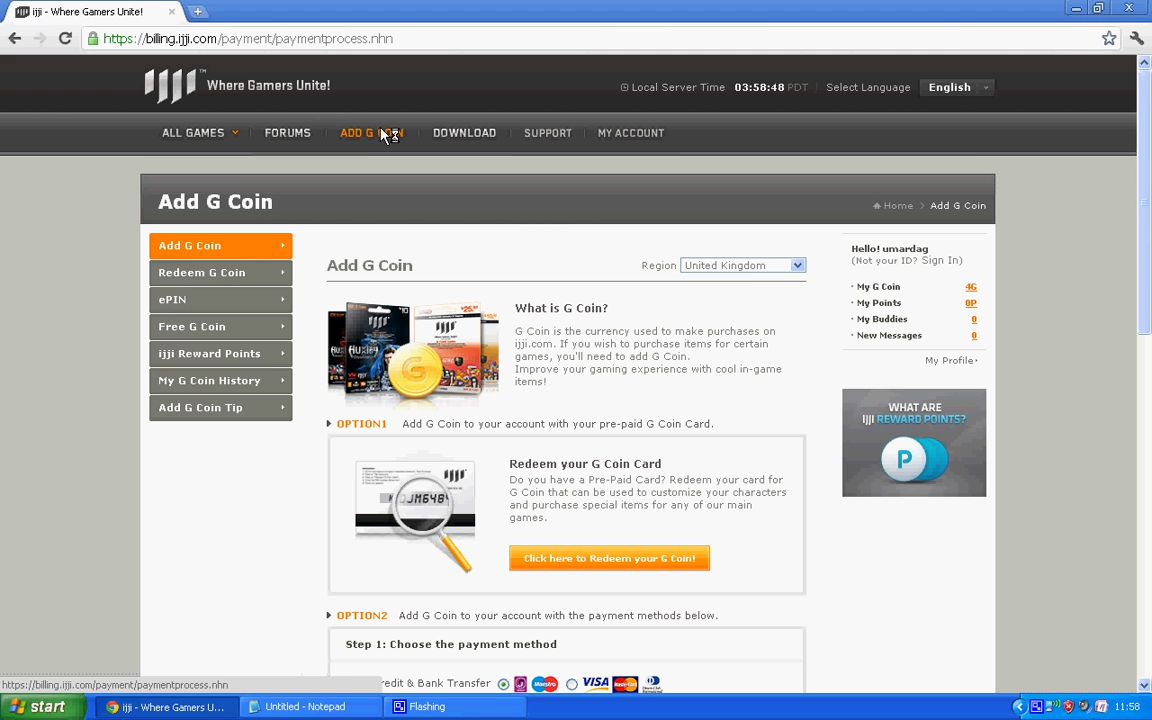 ijji - Where Gamers Unite!
https://billing.ijji.com/payment/paymentprocess.nhn
ijji™ Where Gamers Unite!
Local Server Time 03:58:48 PDT
Select Language English
ALL GAMES
FORUMS
ADD G COIN
DOWNLOAD
SUPPORT
MY ACCOUNT
Add G Coin
Home > Add G Coin
Add G Coin
Redeem G Coin
ePIN
Free G Coin
ijji Reward Points
My G Coin History
Add G Coin Tip
Add G Coin
Region United Kingdom
What is G Coin?
G Coin is the currency used to make purchases on
ijji.com. If you wish to purchase items for certain
games, you'll need to add G Coin.
Improve your gaming experience with cool in-game
items!
OPTION1 Add G Coin to your account with your pre-paid G Coin Card.
Redeem your G Coin Card
Do you have a Pre-Paid Card? Redeem your card for
G Coin that can be used to customize your characters
and purchase special items for any of our main
games.
Click here to Redeem your G Coin!
OPTION2 Add G Coin to your account with the payment methods below.
Step 1: Choose the payment method
redit & Bank Transfer
Maestro
VISA
MasterCard
Hello! umardag
(Not your ID? Sign In)
My G Coin 4G
My Points 0P
My Buddies 0
New Messages 0
My Profile
WHAT ARE
IJJI REWARD POINTS?
P
https://billing.ijji.com/payment/paymentprocess.nhn
start
ijji - Where Gamers U...
Untitled - Notepad
Flashing
11:58